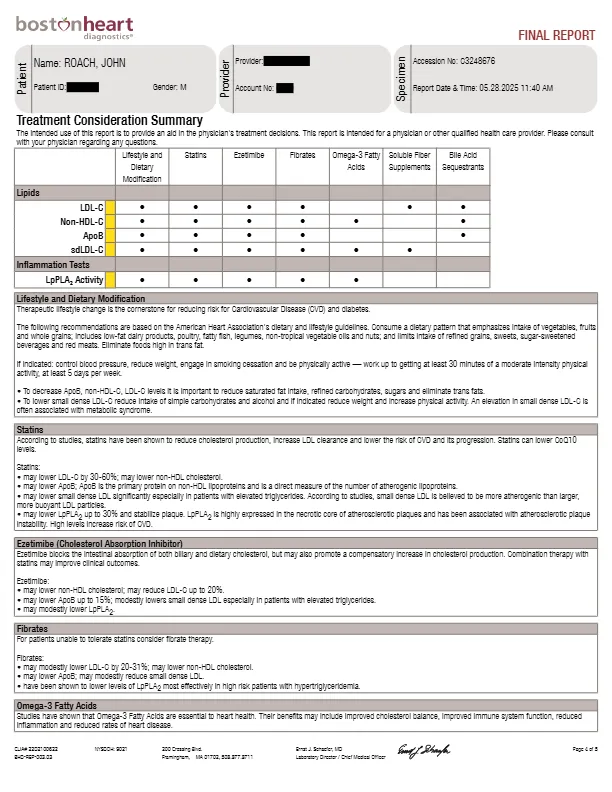 bostonheart
diagnostics®
FINAL REPORT
Patient
Name: ROACH, JOHN
Patient ID:
Gender: M
Provider
Provider:
Account No:
Specimen
Accession No: 03248676
Report Date & Time: 05.28.2025 11:40 AM
Treatment Consideration Summary
The intended use of this report is to provide an aid in the physician's treatment decisions. This report is intended for a physician or other qualified health care provider. Please consult
with your physician regarding any questions.
Lifestyle and Dietary Modification
Statins
Ezetimibe
Fibrates
Omega-3 Fatty Acids
Soluble Fiber Supplements
Bile Acid Sequestrants
Lipids
LDL-C • • • • • •
Non-HDL-C • • • • • •
ApoB • • • • •
sdLDL-C • • • • • •
Inflammation Tests
LpPLA2 Activity • • • • •
Lifestyle and Dietary Modification
Therapeutic lifestyle change is the cornerstone for reducing risk for Cardiovascular Disease (CVD) and diabetes.
The following recommendations are based on the American Heart Association's dietary and lifestyle guidelines. Consume a dietary pattern that emphasizes intake of vegetables, fruits
and whole grains; includes low-fat dairy products, poultry, fatty fish, legumes, non-tropical vegetable oils and nuts; and limits intake of refined grains, sweets, sugar-sweetened
beverages and red meats. Eliminate foods high in trans fat.
If indicated: control blood pressure, reduce weight, engage in smoking cessation and be physically active — work up to getting at least 30 minutes of a moderate intensity physical
activity, at least 5 days per week.
• To decrease ApoB, non-HDL-C, LDL-C levels it is important to reduce saturated fat intake, refined carbohydrates, sugars and eliminate trans fats.
• To lower small dense LDL-C reduce intake of simple carbohydrates and alcohol and if indicated reduce weight and increase physical activity. An elevation in small dense LDL-C is
often associated with metabolic syndrome.
Statins
According to studies, statins have been shown to reduce cholesterol production, increase LDL clearance and lower the risk of CVD and its progression. Statins can lower CoQ10
levels.
Statins:
• may lower LDL-C by 30-60%; may lower non-HDL cholesterol.
• may lower ApoB; ApoB is the primary protein on non-HDL lipoproteins and is a direct measure of the number of atherogenic lipoproteins.
• may lower small dense LDL significantly especially in patients with elevated triglycerides. According to studies, small dense LDL is believed to be more atherogenic than larger,
more buoyant LDL particles.
• may lower LpPLA2 up to 30% and stabilize plaque. LpPLA2 is highly expressed in the necrotic core of atherosclerotic plaques and has been associated with atherosclerotic plaque
instability. High levels increase risk of CVD.
Ezetimibe (Cholesterol Absorption Inhibitor)
Ezetimibe blocks the intestinal absorption of both biliary and dietary cholesterol, but may also promote a compensatory increase in cholesterol production. Combination therapy with
statins may improve clinical outcomes.
Ezetimibe:
• may lower non-HDL cholesterol; may reduce LDL-C up to 20%.
• may lower ApoB up to 15%; modestly lowers small dense LDL especially in patients with elevated triglycerides.
• may modestly lower LpPLA2.
Fibrates
For patients unable to tolerate statins consider fibrate therapy.
Fibrates:
• may modestly lower LDL-C by 20-31%; may lower non-HDL cholesterol.
• may lower ApoB; may modestly reduce small dense LDL.
• have been shown to lower levels of LpPLA2 most effectively in high risk patients with hypertriglyceridemia.
Omega-3 Fatty Acids
Studies have shown that Omega-3 Fatty Acids are essential to heart health. Their benefits may include improved cholesterol balance, improved immune system function, reduced
inflammation and reduced rates of heart disease.
NYSDOH: 9021
200 Crossing Blvd.
Framingham, MA 01702, 508.877.8711
Ernst J. Schaefer, MD
Laboratory Director / Chief Medical Officer
Ernst J. Schaefer